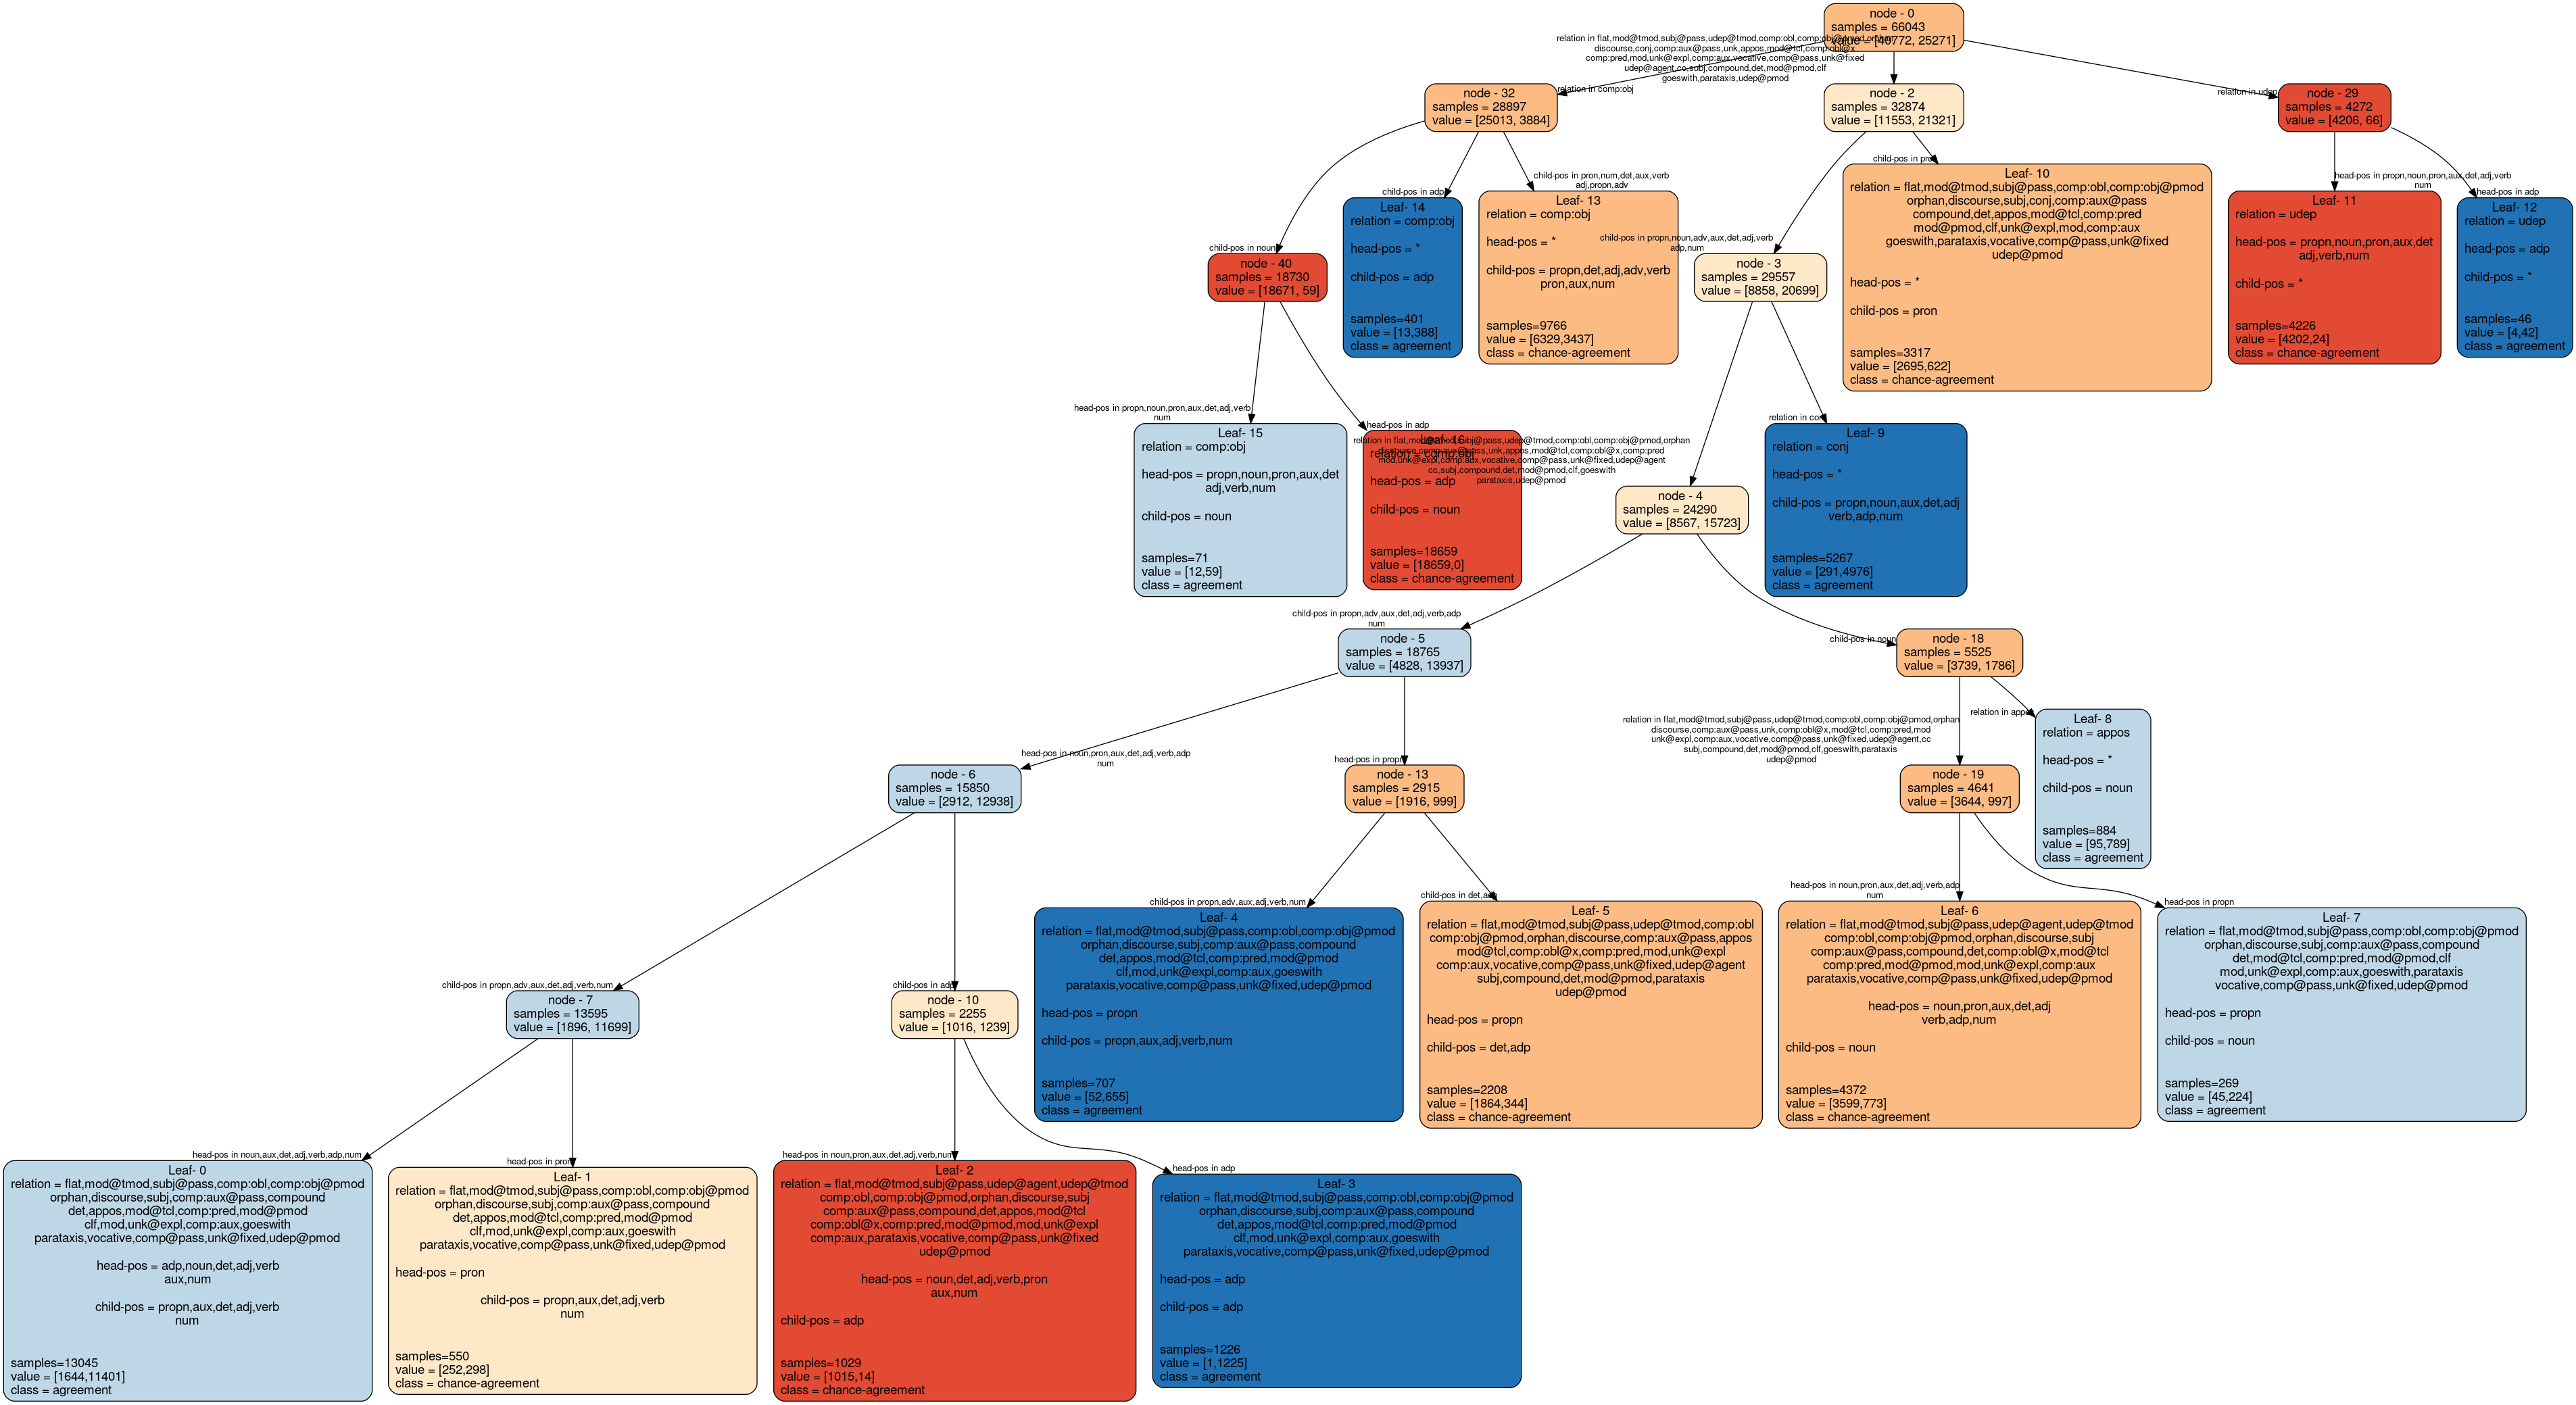 node - 0
samples = 66043
value = [40772, 25271]
relation in flat,mod@tmod,subj@pass,udep@tmod,comp:obl,comp:obj@pmod,orphan
discourse,conj,comp:aux@pass,unk,appos,mod@tcl,comp:obl@x
comp:pred,mod,unk@expl,comp:aux,vocative,comp@pass,unk@fixed
udep@agent,cc,subj,compound,det,mod@pmod,clf
goeswith,parataxis,udep@pmod
relation in comp:obj
relation in udep
node - 32
samples = 28897
value = [25013, 3884]
node - 2
samples = 32874
value = [11553, 21321]
node - 29
samples = 4272
value = [4206, 66]
child-pos in noun
child-pos in adp
child-pos in pron,num,det,aux,verb
adj,propn,adv
child-pos in propn,noun,adv,aux,det,adj,verb
adp,num
child-pos in pron
head-pos in propn,noun,pron,aux,det,adj,verb
num
head-pos in adp
node - 40
samples = 18730
value = [18671, 59]
Leaf- 14
relation = comp:obj
head-pos = *
child-pos = adp
samples=401
value = [13,388]
class = agreement
Leaf- 13
relation = comp:obj
head-pos = *
child-pos = propn,det,adj,adv,verb
pron,aux,num
samples=9766
value = [6329,3437]
class = chance-agreement
node - 3
samples = 29557
value = [8858, 20699]
Leaf- 10
relation = flat,mod@tmod,subj@pass,comp:obl,comp:obj@pmod
orphan,discourse,subj,conj,comp:aux@pass
compound,det,appos,mod@tcl,comp:pred
mod@pmod,clf,unk@expl,mod,comp:aux
goeswith,parataxis,vocative,comp@pass,unk@fixed
udep@pmod
head-pos = *
child-pos = pron
samples=3317
value = [2695,622]
class = chance-agreement
Leaf- 11
relation = udep
head-pos = propn,noun,pron,aux,det
adj,verb,num
child-pos = *
samples=4226
value = [4202,24]
class = chance-agreement
Leaf- 12
relation = udep
head-pos = adp
child-pos = *
samples=46
value = [4,42]
class = agreement
head-pos in propn,noun,pron,aux,det,adj,verb
num
head-pos in adp
relation in flat,mod@tmod,subj@pass,udep@tmod,comp:obl,comp:obj@pmod,orphan
discourse,comp:aux@pass,unk,appos,mod@tcl,comp:obl@x,comp:pred
mod,unk@expl,comp:aux,vocative,comp@pass,unk@fixed,udep@agent
cc,subj,compound,det,mod@pmod,clf,goeswith
parataxis,udep@pmod
relation in conj
Leaf- 15
relation = comp:obj
head-pos = propn,noun,pron,aux,det
adj,verb,num
child-pos = noun
samples=71
value = [12,59]
class = agreement
Leaf- 16
relation = comp:obj
head-pos = adp
child-pos = noun
samples=18659
value = [18659,0]
class = chance-agreement
node - 4
samples = 24290
value = [8567, 15723]
Leaf- 9
relation = conj
head-pos = *
child-pos = propn,noun,aux,det,adj
verb,adp,num
samples=5267
value = [291,4976]
class = agreement
child-pos in propn,adv,aux,det,adj,verb,adp
num
child-pos in noun
node - 5
samples = 18765
value = [4828, 13937]
node - 18
samples = 5525
value = [3739, 1786]
head-pos in noun,pron,aux,det,adj,verb,adp
num
head-pos in propn
relation in flat,mod@tmod,subj@pass,udep@tmod,comp:obl,comp:obj@pmod,orphan
discourse,comp:aux@pass,unk,comp:obl@x,mod@tcl,comp:pred,mod
unk@expl,comp:aux,vocative,comp@pass,unk@fixed,udep@agent,cc
subj,compound,det,mod@pmod,clf,goeswith,parataxis
udep@pmod
relation in appos
node - 6
samples = 15850
value = [2912, 12938]
node - 13
samples = 2915
value = [1916, 999]
node - 19
samples = 4641
value = [3644, 997]
Leaf- 8
relation = appos
head-pos = *
child-pos = noun
samples=884
value = [95,789]
class = agreement
child-pos in propn,adv,aux,det,adj,verb,num
child-pos in adp
child-pos in propn,adv,aux,adj,verb,num
child-pos in det,adp
head-pos in noun,pron,aux,det,adj,verb,adp
num
head-pos in propn
node - 7
samples = 13595
value = [1896, 11699]
node - 10
samples = 2255
value = [1016, 1239]
Leaf- 4
relation = flat,mod@tmod,subj@pass,comp:obl,comp:obj@pmod
orphan,discourse,subj,comp:aux@pass,compound
det,appos,mod@tcl,comp:pred,mod@pmod
clf,mod,unk@expl,comp:aux,goeswith
parataxis,vocative,comp@pass,unk@fixed,udep@pmod
head-pos = propn
child-pos = propn,aux,adj,verb,num
samples=707
value = [52,655]
class = agreement
Leaf- 5
relation = flat,mod@tmod,subj@pass,udep@tmod,comp:obl
comp:obj@pmod,orphan,discourse,comp:aux@pass,appos
mod@tcl,comp:obl@x,comp:pred,mod,unk@expl
comp:aux,vocative,comp@pass,unk@fixed,udep@agent
subj,compound,det,mod@pmod,parataxis
udep@pmod
head-pos = propn
child-pos = det,adp
samples=2208
value = [1864,344]
class = chance-agreement
Leaf- 6
relation = flat,mod@tmod,subj@pass,udep@agent,udep@tmod
comp:obl,comp:obj@pmod,orphan,discourse,subj
comp:aux@pass,compound,det,comp:obl@x,mod@tcl
comp:pred,mod@pmod,mod,unk@expl,comp:aux
parataxis,vocative,comp@pass,unk@fixed,udep@pmod
head-pos = noun,pron,aux,det,adj
verb,adp,num
child-pos = noun
samples=4372
value = [3599,773]
class = chance-agreement
Leaf- 7
relation = flat,mod@tmod,subj@pass,comp:obl,comp:obj@pmod
orphan,discourse,subj,comp:aux@pass,compound
det,mod@tcl,comp:pred,mod@pmod,clf
mod,unk@expl,comp:aux,goeswith,parataxis
vocative,comp@pass,unk@fixed,udep@pmod
head-pos = propn
child-pos = noun
samples=269
value = [45,224]
class = agreement
head-pos in noun,aux,det,adj,verb,adp,num
head-pos in pron
head-pos in noun,pron,aux,det,adj,verb,num
head-pos in adp
Leaf- 0
relation = flat,mod@tmod,subj@pass,comp:obl,comp:obj@pmod
orphan,discourse,subj,comp:aux@pass,compound
det,appos,mod@tcl,comp:pred,mod@pmod
clf,mod,unk@expl,comp:aux,goeswith
parataxis,vocative,comp@pass,unk@fixed,udep@pmod
head-pos = adp,noun,det,adj,verb
aux,num
child-pos = propn,aux,det,adj,verb
num
samples=13045
value = [1644,11401]
class = agreement
Leaf- 1
relation = flat,mod@tmod,subj@pass,comp:obl,comp:obj@pmod
orphan,discourse,subj,comp:aux@pass,compound
det,appos,mod@tcl,comp:pred,mod@pmod
clf,mod,unk@expl,comp:aux,goeswith
parataxis,vocative,comp@pass,unk@fixed,udep@pmod
head-pos = pron
child-pos = propn,aux,det,adj,verb
num
samples=550
value = [252,298]
class = chance-agreement
Leaf- 2
relation = flat,mod@tmod,subj@pass,udep@agent,udep@tmod
comp:obl,comp:obj@pmod,orphan,discourse,subj
comp:aux@pass,compound,det,appos,mod@tcl
comp:obl@x,comp:pred,mod@pmod,mod,unk@expl
comp:aux,parataxis,vocative,comp@pass,unk@fixed
udep@pmod
head-pos = noun,det,adj,verb,pron
aux,num
child-pos = adp
samples=1029
value = [1015,14]
class = chance-agreement
Leaf- 3
relation = flat,mod@tmod,subj@pass,comp:obl,comp:obj@pmod
orphan,discourse,subj,comp:aux@pass,compound
det,appos,mod@tcl,comp:pred,mod@pmod
clf,mod,unk@expl,comp:aux,goeswith
parataxis,vocative,comp@pass,unk@fixed,udep@pmod
head-pos = adp
child-pos = adp
samples=1226
value = [1,1225]
class = agreement